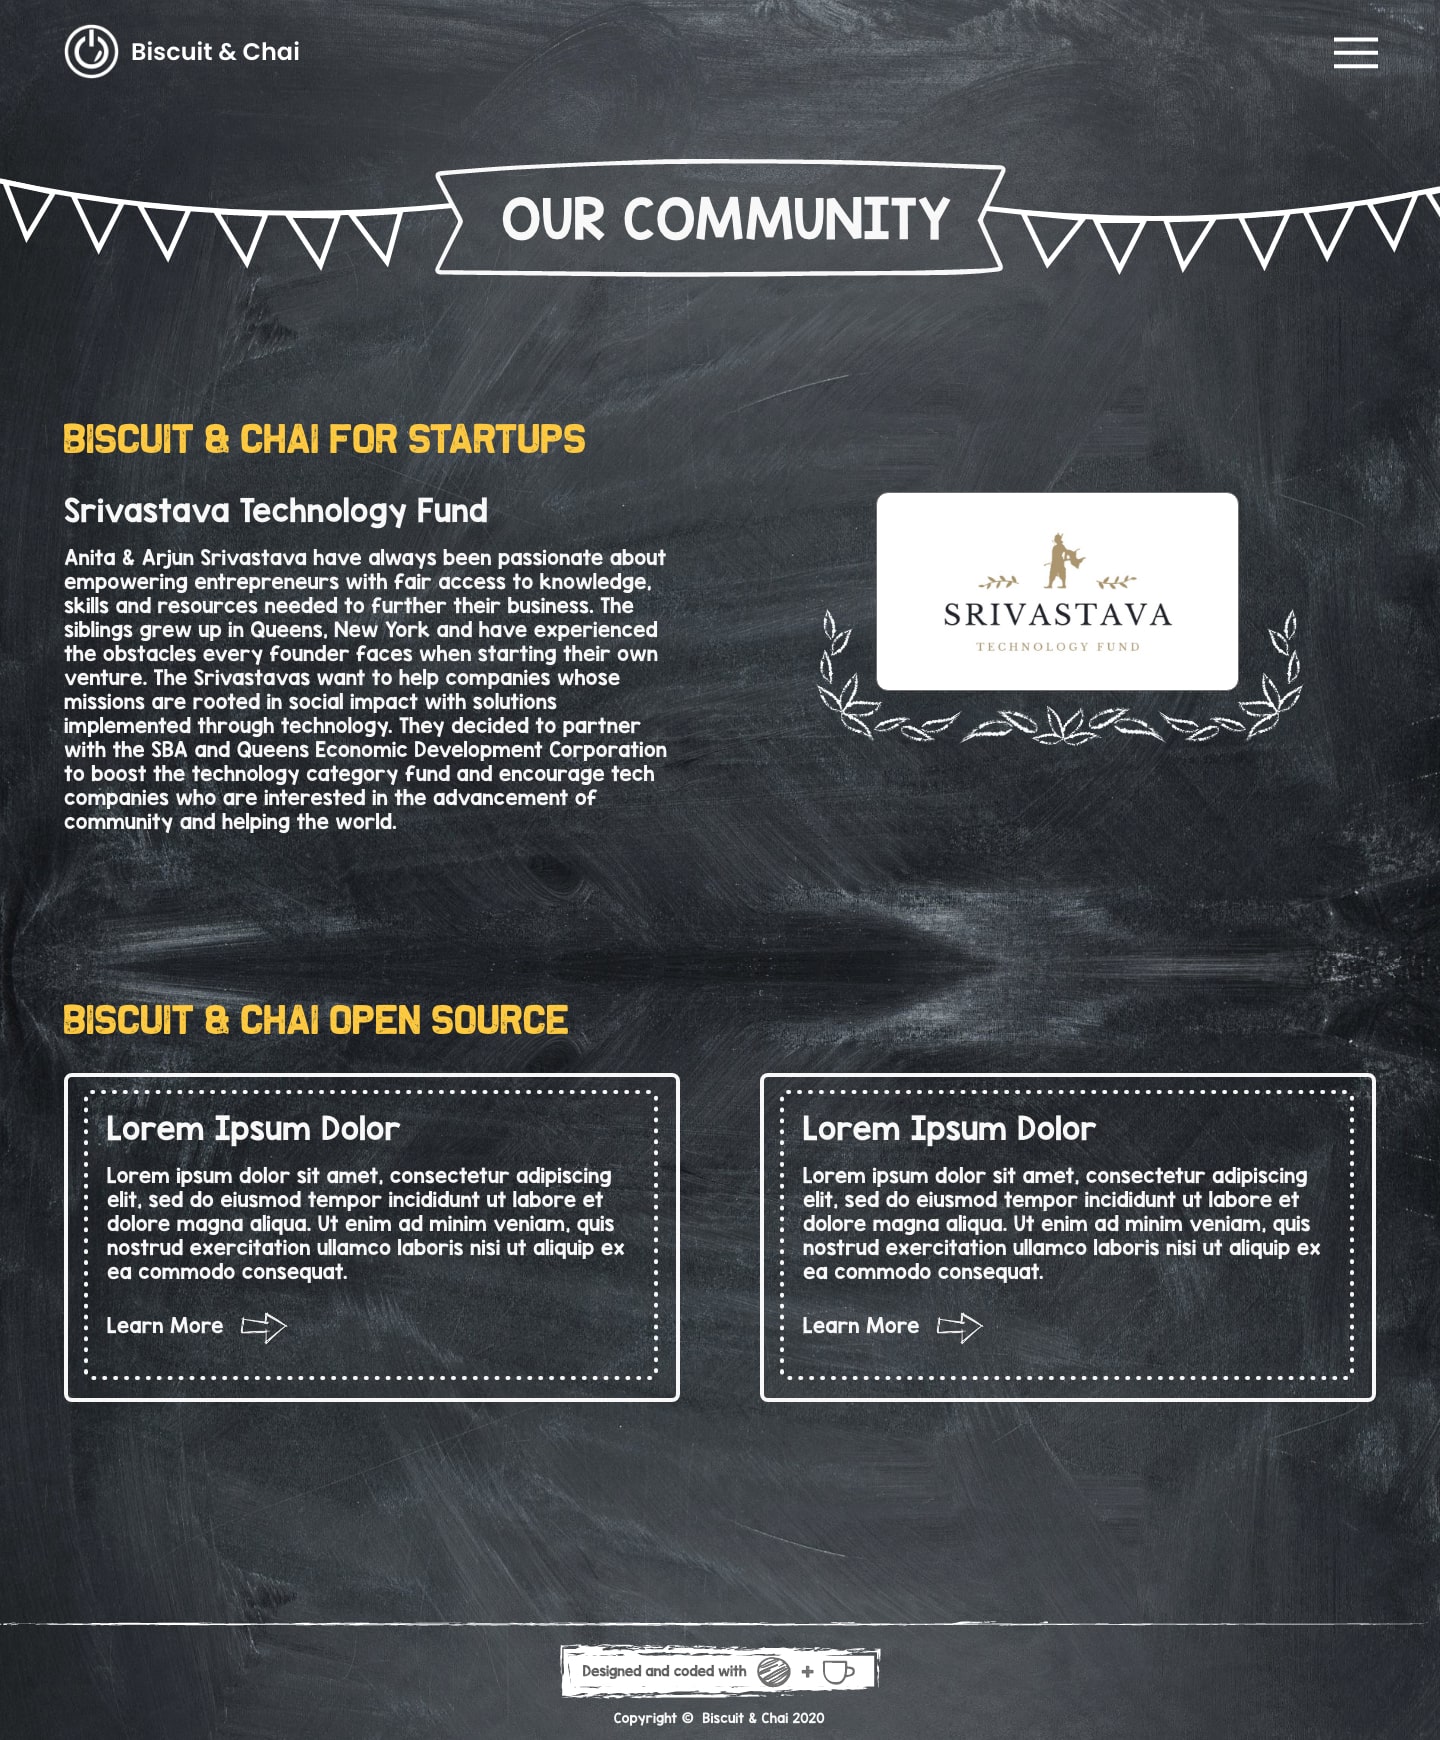 Biscuit & Chai
OUR COMMUNITY
BISCUIT & CHAI FOR STARTUPS
Srivastava Technology Fund
Anita & Arjun Srivastava have always been passionate about
empowering entrepreneurs with fair access to knowledge,
skills and resources needed to further their business. The
siblings grew up in Queens, New York and have experienced
the obstacles every founder faces when starting their own
venture. The Srivastavas want to help companies whose
missions are rooted in social impact with solutions
implemented through technology. They decided to partner
with the SBA and Queens Economic Development Corporation
to boost the technology category fund and encourage tech
companies who are interested in the advancement of
community and helping the world.
SRIVASTAVA
TECHNOLOGY FUND
BISCUIT & CHAI OPEN SOURCE
Lorem Ipsum Dolor
Lorem ipsum dolor sit amet, consectetur adipiscing
elit, sed do eiusmod tempor incididunt ut labore et
dolore magna aliqua. Ut enim ad minim veniam, quis
nostrud exercitation ullamco laboris nisi ut aliquip ex
ea commodo consequat.
Learn More
Lorem Ipsum Dolor
Lorem ipsum dolor sit amet, consectetur adipiscing
elit, sed do eiusmod tempor incididunt ut labore et
dolore magna aliqua. Ut enim ad minim veniam, quis
nostrud exercitation ullamco laboris nisi ut aliquip ex
ea commodo consequat.
Learn More
Designed and coded with +
Copyright © Biscuit & Chai 2020